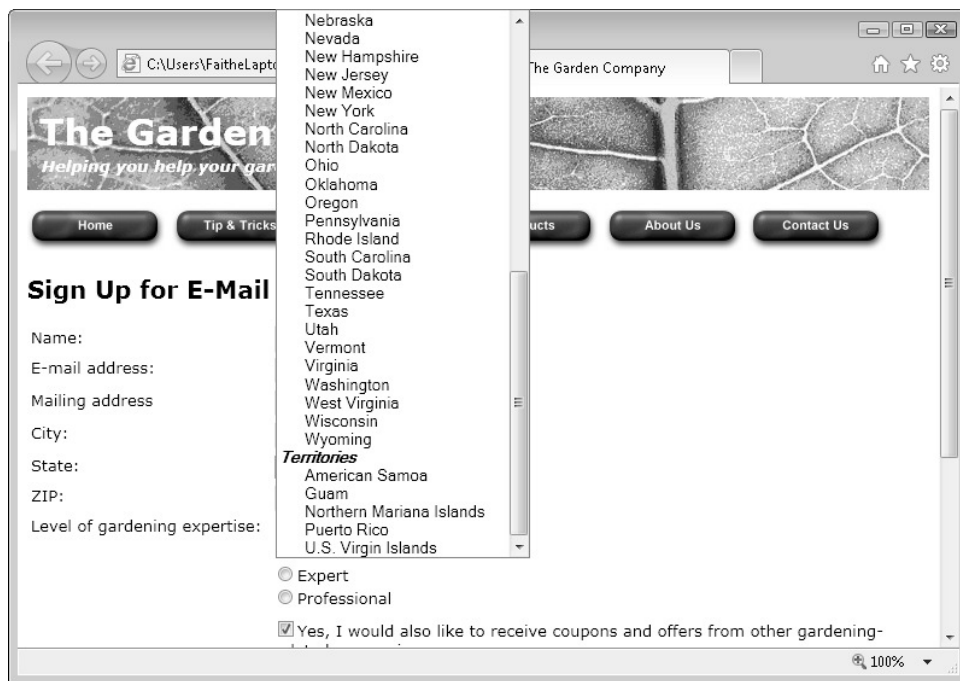 C:\Users\FaitheLapto
The Garden Company
The Garden
Helping you help your gar
Home
Tip & Tricks
ucts
About Us
Contact Us
Sign Up for E-Mail
Name:
E-mail address:
Mailing address
City:
State:
ZIP:
Level of gardening expertise:
Nebraska
Nevada
New Hampshire
New Jersey
New Mexico
New York
North Carolina
North Dakota
Ohio
Oklahoma
Oregon
Pennsylvania
Rhode Island
South Carolina
South Dakota
Tennessee
Texas
Utah
Vermont
Virginia
Washington
West Virginia
Wisconsin
Wyoming
Territories
American Samoa
Guam
Northern Mariana Islands
Puerto Rico
U.S. Virgin Islands
Expert
Professional
Yes, I would also like to receive coupons and offers from other gardening-
100%